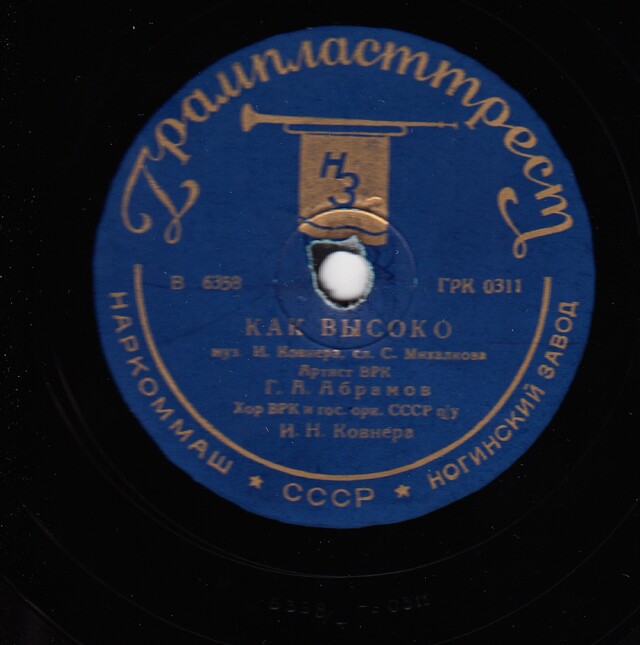 Грампласттрест
НЗ
В 6358
ГРК 0311
КАК ВЫСОКО
муз. И. Ковнера, сл. С. Михалкова
Артист ВРК
Г. А. Абрамов
Хор ВРК и гос. орк. СССР п/у
И. Н. Ковнера
НАРКОММАШ ★ СССР ★ НОГИНСКИЙ ЗАВОД